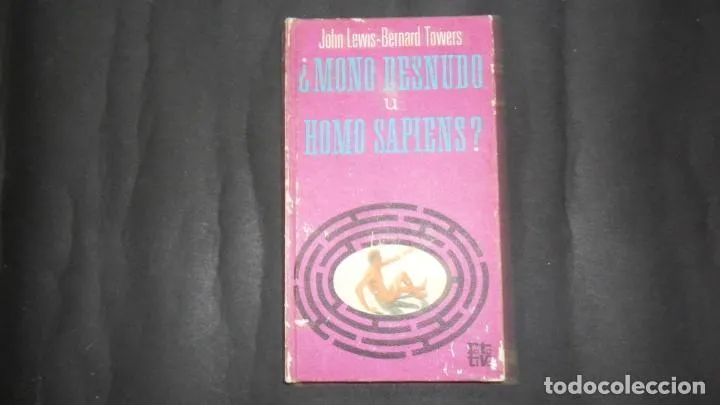 John Lewis-Bernard Towers
¿MONO DESNUDO
u
HOMO SAPIENS?
todocoleccion